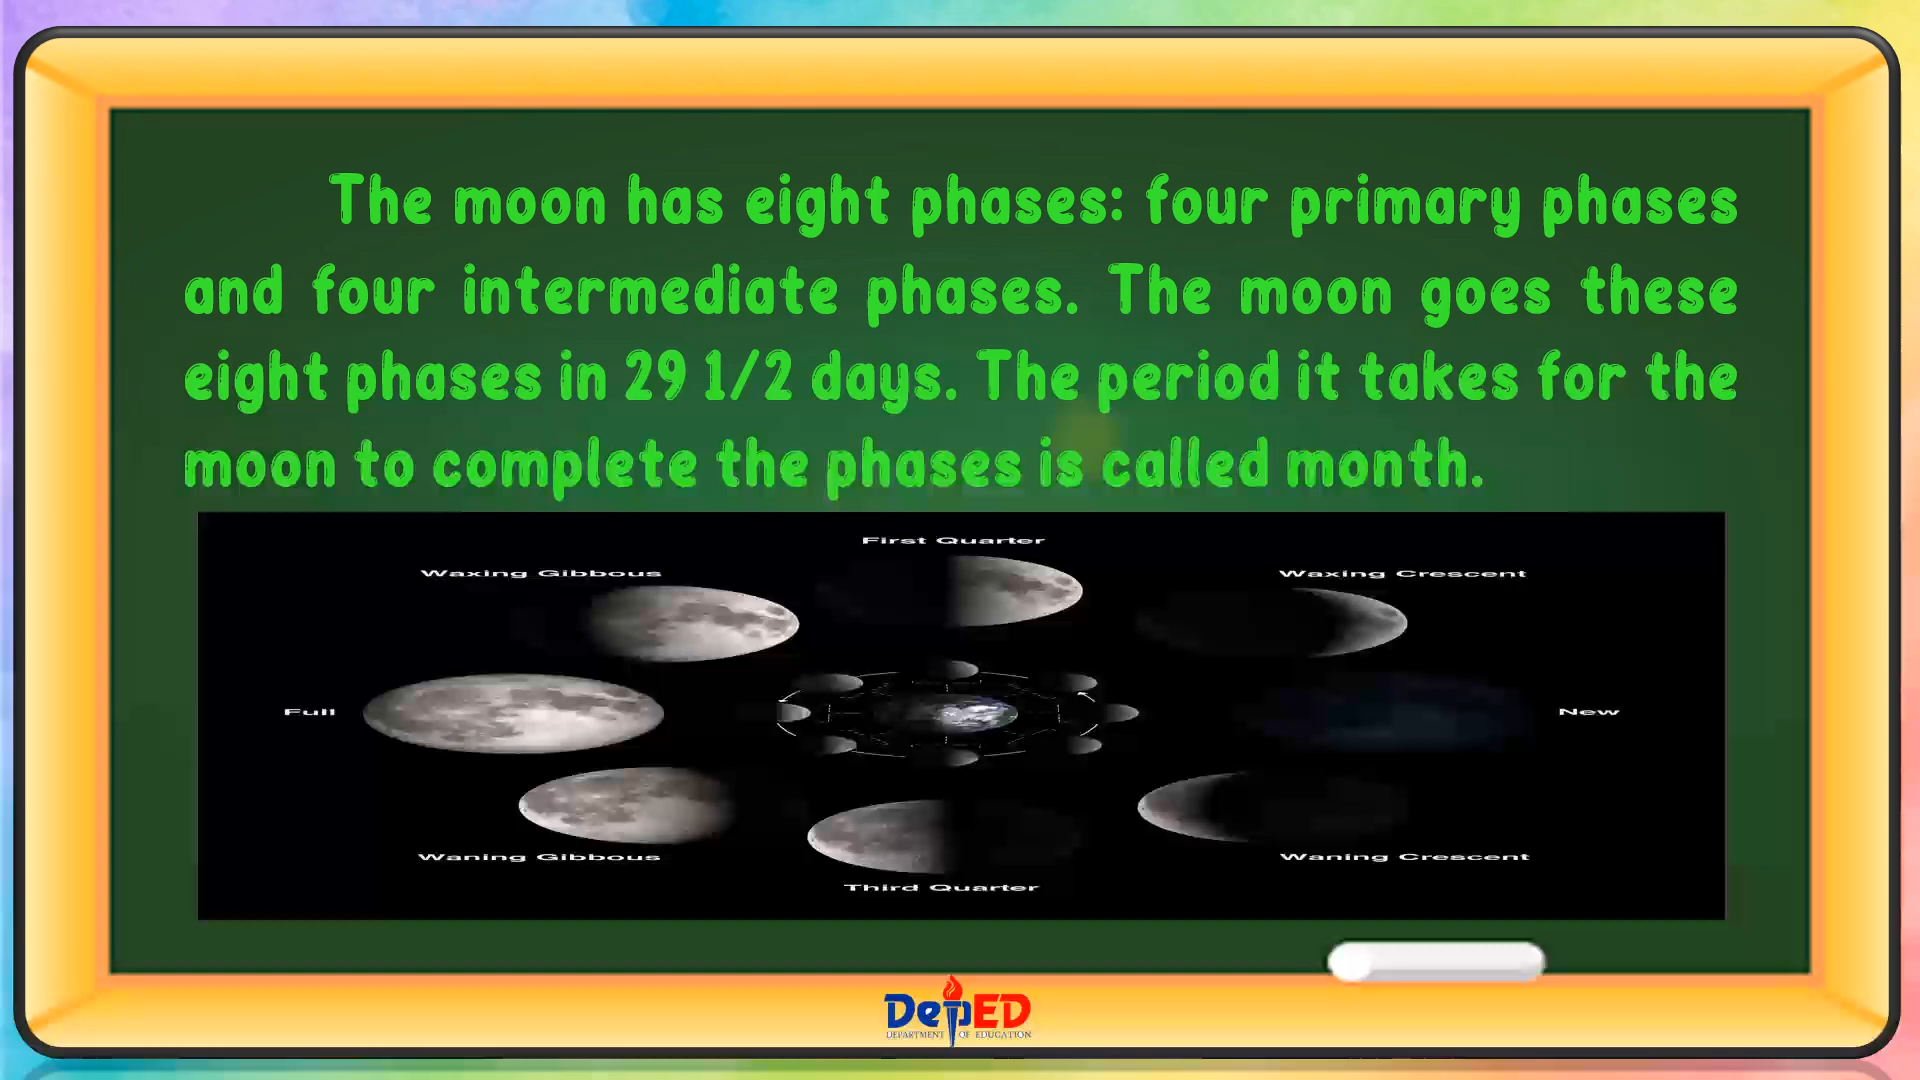 The moon has eight phases: four primary phases
and four intermediate phases. The moon goes these
eight phases in 29 1/2 days. The period it takes for the
moon to complete the phases is called month.
First Quarter
Waxing Gibbous
Waxing Crescent
Full
New
Waning Gibbous
Waning Crescent
Third Quarter
DepED
DEPARTMENT OF EDUCATION